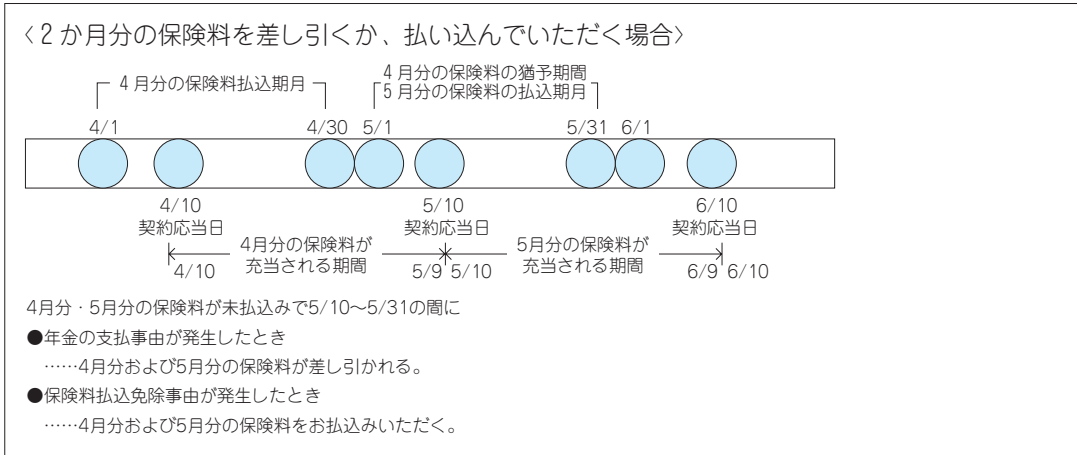 〈２か月分の保険料を差し引くか、払い込んでいただく場合〉
4月分の保険料払込期月
4月分の保険料の猶予期間
5月分の保険料の払込期月
4/1
4/30
5/1
5/31
6/1
4/10
契約応当日
5/10
契約応当日
6/10
契約応当日
4月分の保険料が
充当される期間
5月分の保険料が
充当される期間
4/10
5/9
5/10
6/9
6/10
4月分・5月分の保険料が未払込みで5/10～5/31の間に
●年金の支払事由が発生したとき
……4月分および5月分の保険料が差し引かれる。
●保険料払込免除事由が発生したとき
……4月分および5月分の保険料をお払込みいただく。